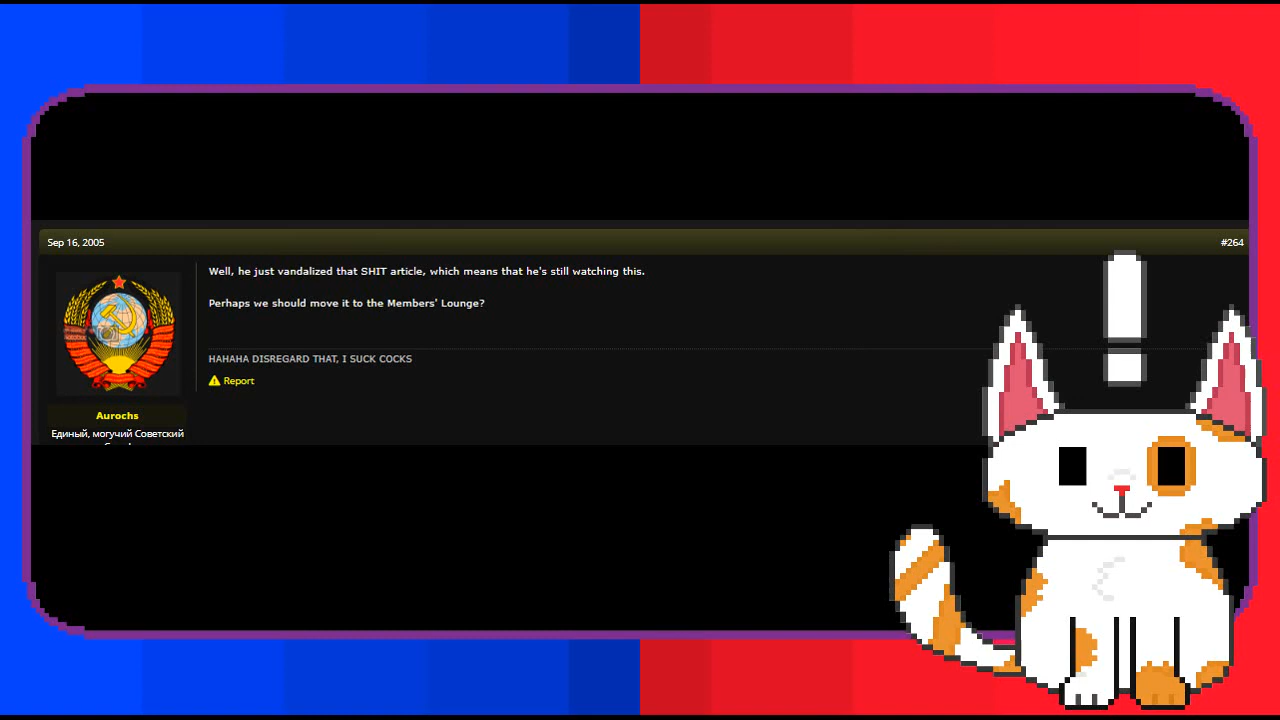 Sep 16, 2005
#264
Well, he just vandalized that SHIT article, which means that he's still watching this.
Perhaps we should move it to the Members' Lounge?
HAHAHA DISREGARD THAT, I SUCK COCKS
Report
Aurochs
Единый, могучий Советский